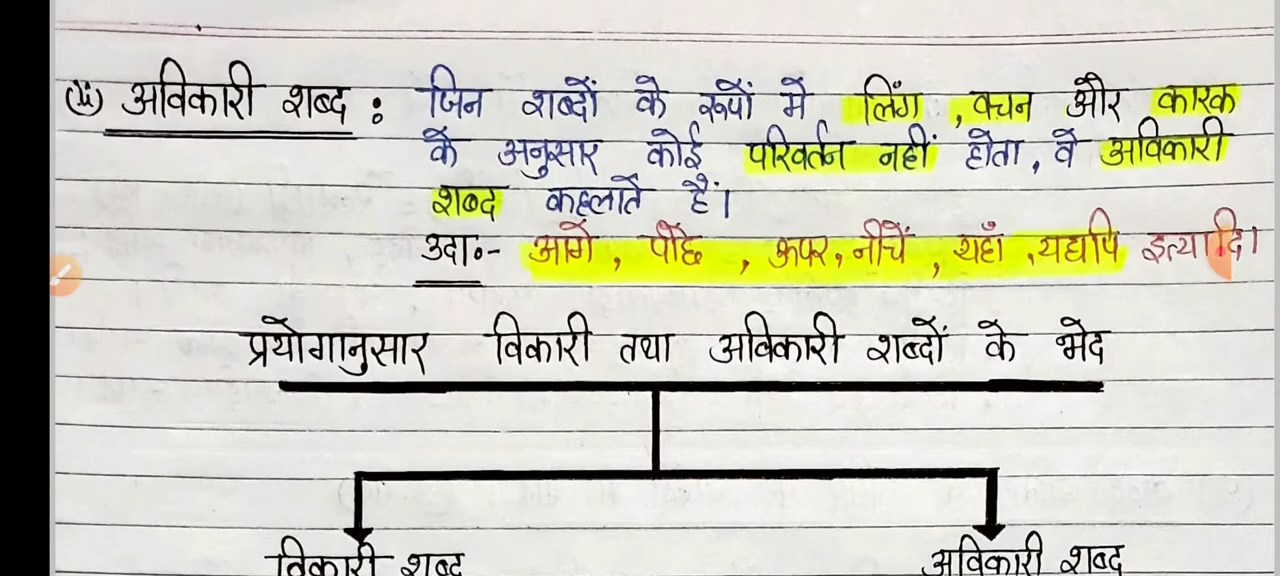 (ii) अविकारी शब्द : जिन शब्दों के रूपों में लिंग ,वचन और कारक
के अनुसार कोई परिवर्तन नहीं होता, वे अविकारी
शब्द कहलाते हैं।
उदा:- आगे, पीछे, ऊपर, नीचें, यहाँ ,यद्यपि इत्यादि।
प्रयोगानुसार विकारी तथा अविकारी शब्दों के भेद
विकारी शब्द अविकारी शब्द